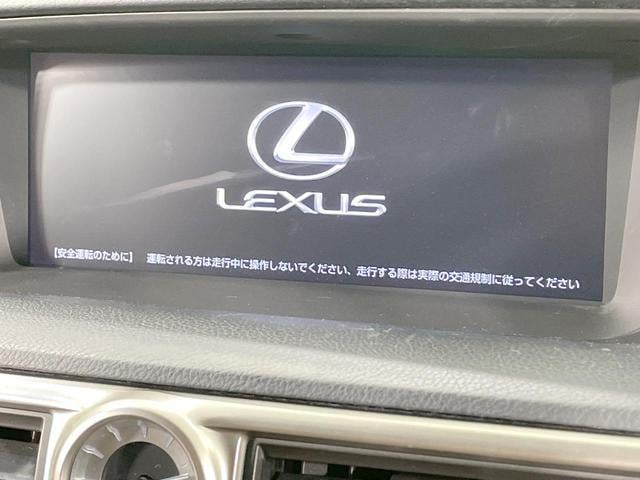 LEXUS
【安全運転のために】 運転される方は走行中に操作しないでください、走行する際は実際の交通規制に従ってください